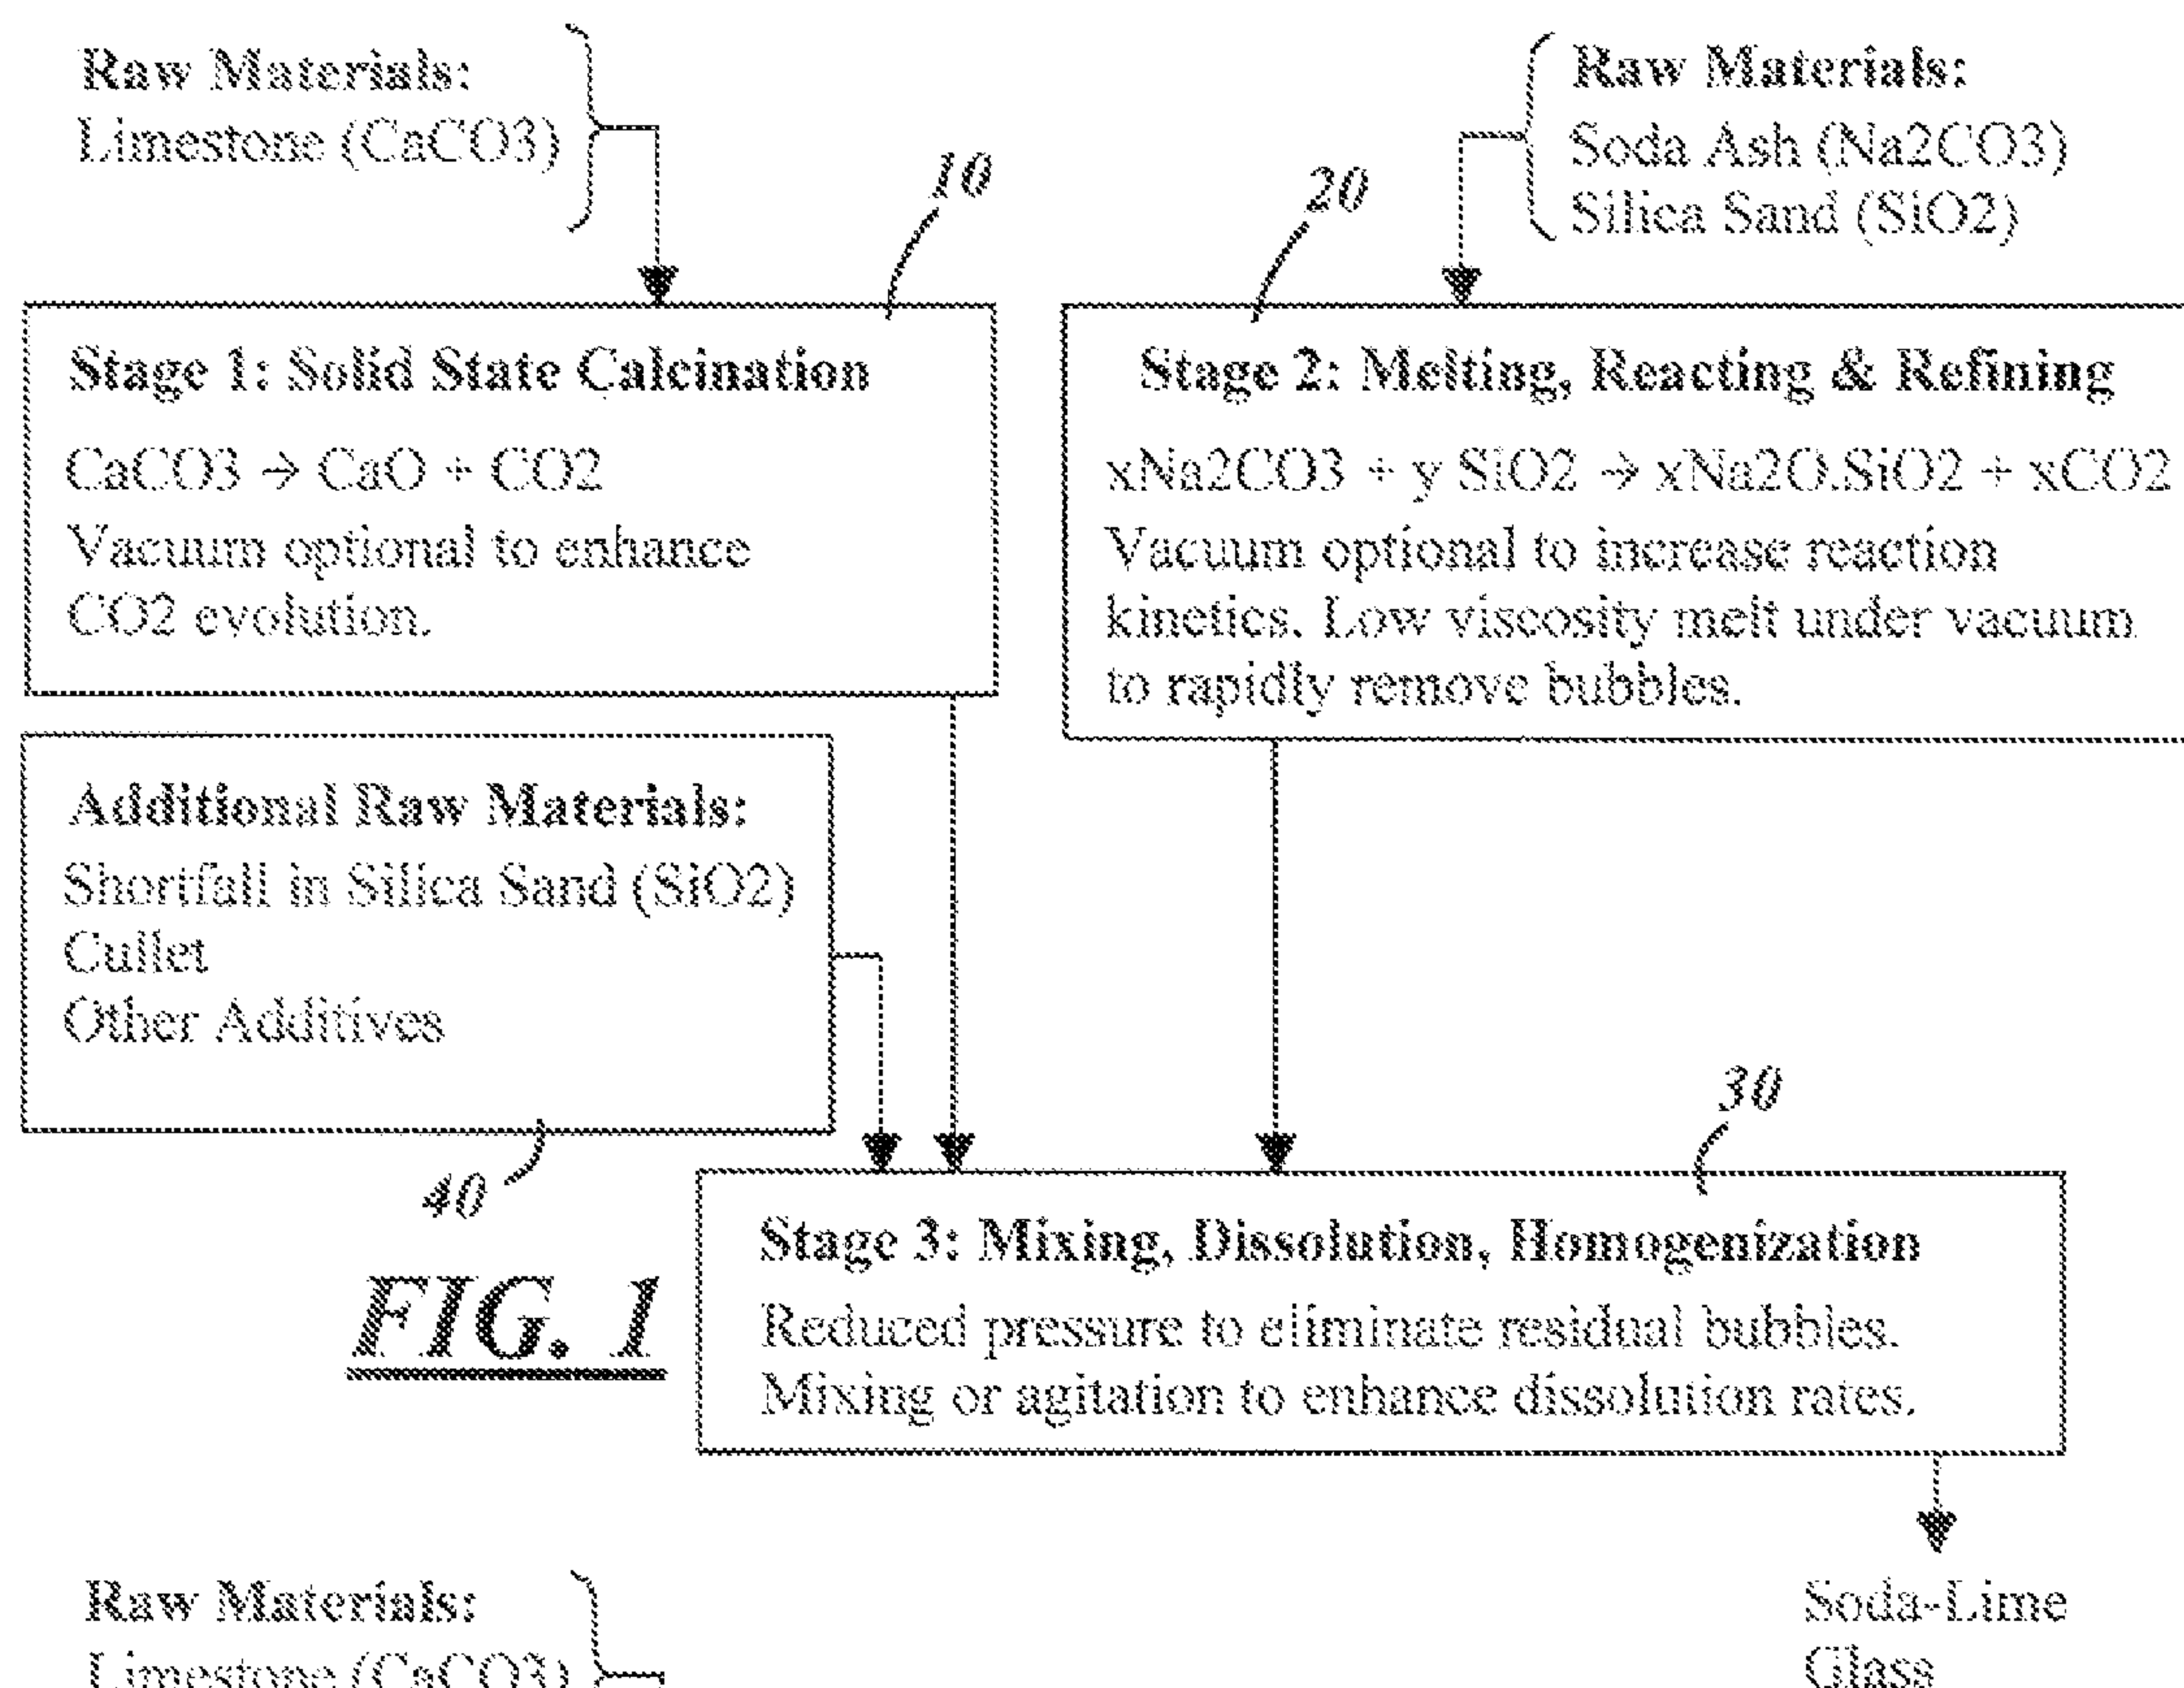 Raw Materials:
Limestone (CaCO3)
10
20
Raw Materials:
Soda Ash (Na2CO3)
Silica Sand (SiO2)
Stage 1: Solid State Calcination
CaCO3 → CaO + CO2
Vacuum optional to enhance
CO2 evolution.
Stage 2: Melting, Reacting & Refining
xNa2CO3 + y SiO2 → xNa2O.SiO2 + xCO2
Vacuum optional to increase reaction
kinetics. Low viscosity melt under vacuum
to rapidly remove bubbles.
Additional Raw Materials:
Shortfall in Silica Sand (SiO2)
Cullet
Other Additives
40
30
Stage 3: Mixing, Dissolution, Homogenization
Reduced pressure to eliminate residual bubbles.
Mixing or agitation to enhance dissolution rates.
FIG. 1
Soda-Lime
Glass
Raw Materials:
Limestone (CaCO3)